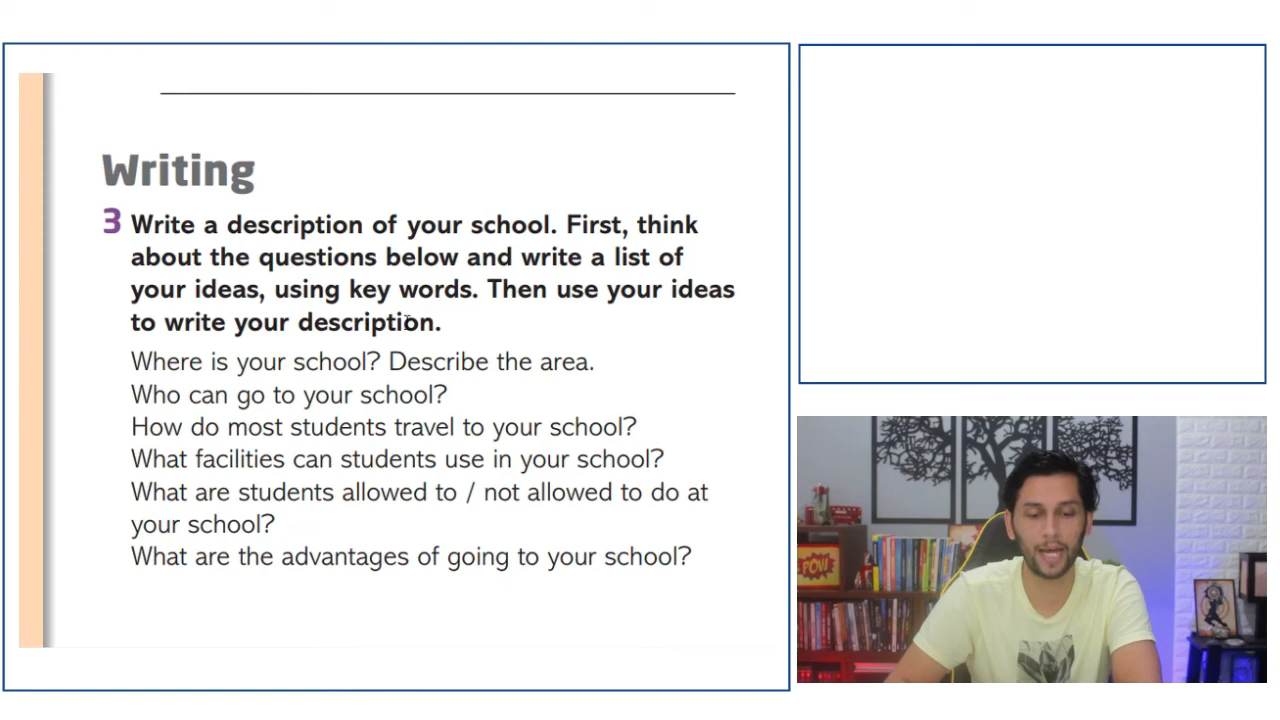 Writing
3 Write a description of your school. First, think
about the questions below and write a list of
your ideas, using key words. Then use your ideas
to write your description.
Where is your school? Describe the area.
Who can go to your school?
How do most students travel to your school?
What facilities can students use in your school?
What are students allowed to / not allowed to do at
your school?
What are the advantages of going to your school?
POW